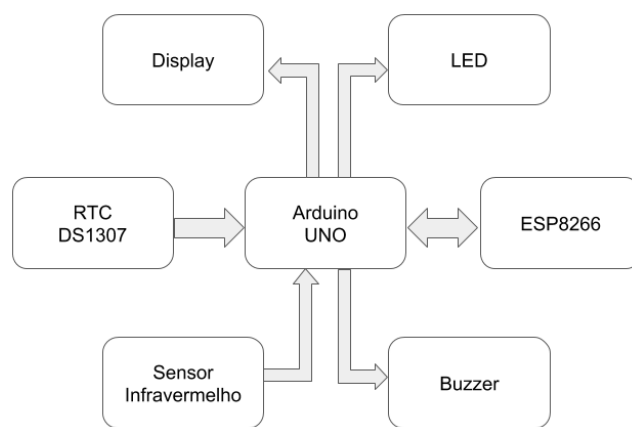 Display
LED
RTC
DS1307
Arduino
UNO
ESP8266
Sensor
Infravermelho
Buzzer